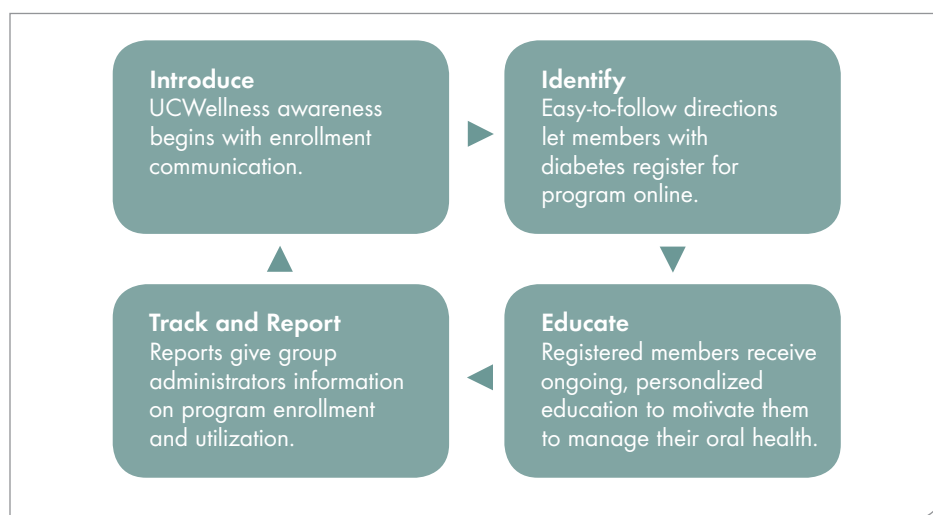 Introduce
UCWellness awareness
begins with enrollment
communication.
Identify
Easy-to-follow directions
let members with
diabetes register for
program online.
Track and Report
Reports give group
administrators information
on program enrollment
and utilization.
Educate
Registered members receive
ongoing, personalized
education to motivate them
to manage their oral health.